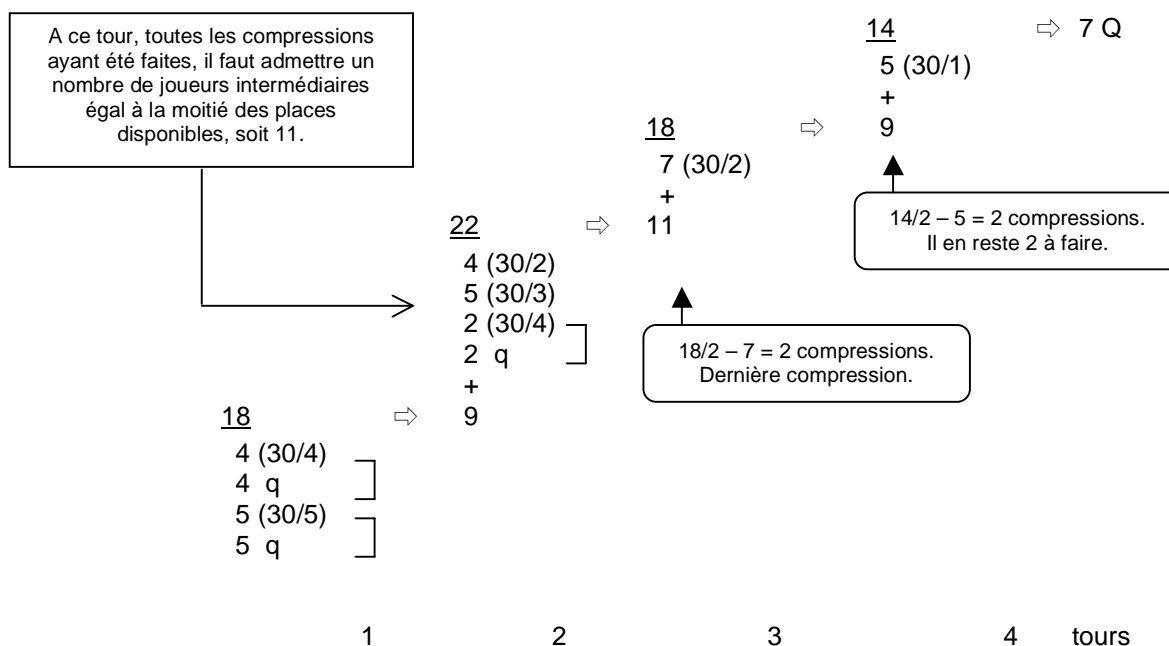 A ce tour, toutes les compressions
ayant été faites, il faut admettre un
nombre de joueurs intermédiaires
égal à la moitié des places
disponibles, soit 11.
14 ⇨ 7 Q
5 (30/1)
+
9
18 ⇨
7 (30/2)
+
11
14/2 – 5 = 2 compressions.
Il en reste 2 à faire.
22 ⇨
4 (30/2)
5 (30/3)
2 (30/4)
2 q
+
9
18/2 – 7 = 2 compressions.
Dernière compression.
18 ⇨
4 (30/4)
4 q
5 (30/5)
5 q
1 2 3 4 tours